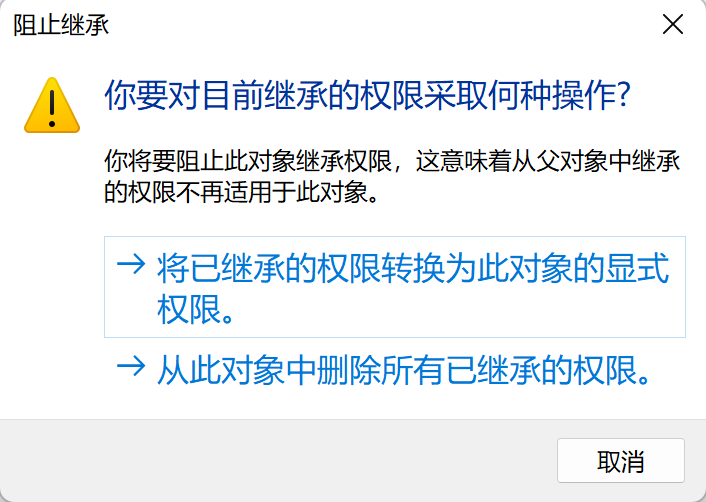 阻止继承
你要对目前继承的权限采取何种操作?
你将要阻止此对象继承权限，这意味着从父对象中继承
的权限不再适用于此对象。
将已继承的权限转换为此对象的显式
权限。
从此对象中删除所有已继承的权限。
取消